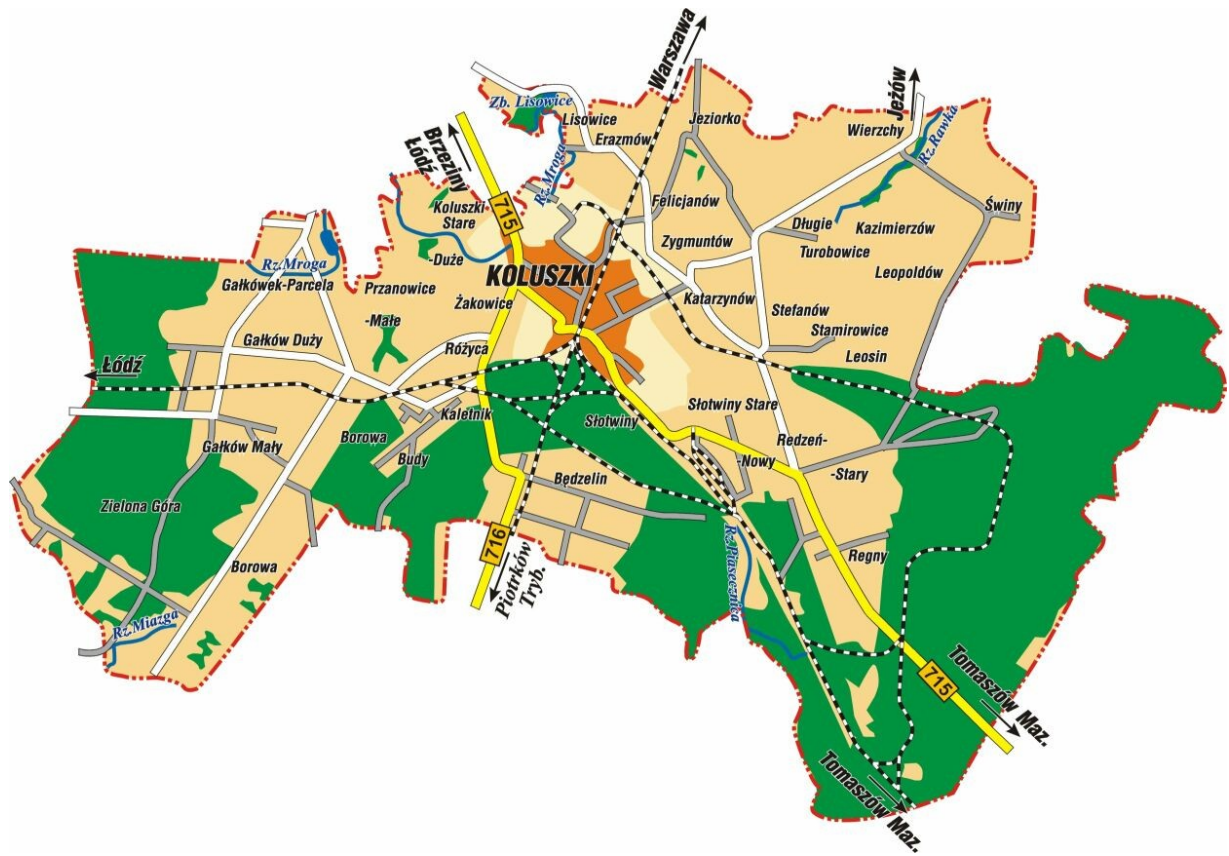 Warszawa
Jeżów
Zb. Lisowice
Lisowice
Jeziorko
Wierzchy
Erazmów
Rz.Rawka
Brzeziny
Łódź
Rz.Mroga
Koluszki
Stare
715
Felicjanów
Świny
Długie
Kazimierzów
Zygmuntów
Turobowice
-Duże
Rz.Mroga
KOLUSZKI
Leopoldów
Gałkówek-Parcela
Przanowice
Żakowice
Katarzynów
Stefanów
-Małe
Stamirowice
Gałków Duży
Różyca
Leosin
Łódź
Słotwiny Stare
Kaletnik
Słotwiny
Redzeń-
Borowa
Gałków Mały
Budy
-Nowy
-Stary
Będzelin
Zielona Góra
716
Regny
Borowa
Piotrków
Tryb.
Rz.Piasecznica
Rz.Miazga
715
Tomaszów Maz.
Tomaszów Maz.